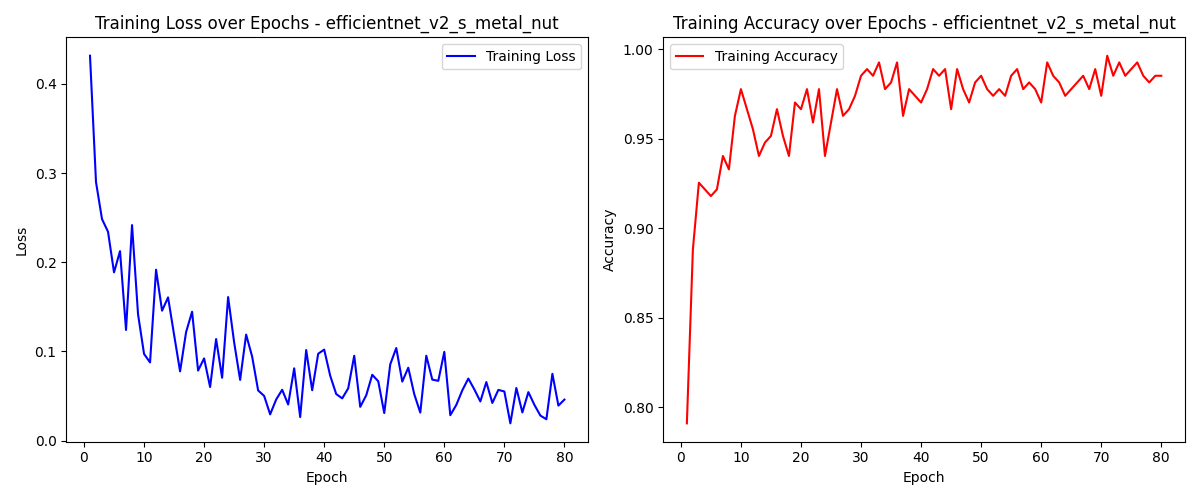 Training Loss over Epochs - efficientnet_v2_s_metal_nut
Training Loss
0.4
0.3
0.2
0.1
0.0
Loss
0 10 20 30 40 50 60 70 80
Epoch
Training Accuracy over Epochs - efficientnet_v2_s_metal_nut
Training Accuracy
1.00
0.95
0.90
0.85
0.80
Accuracy
0 10 20 30 40 50 60 70 80
Epoch